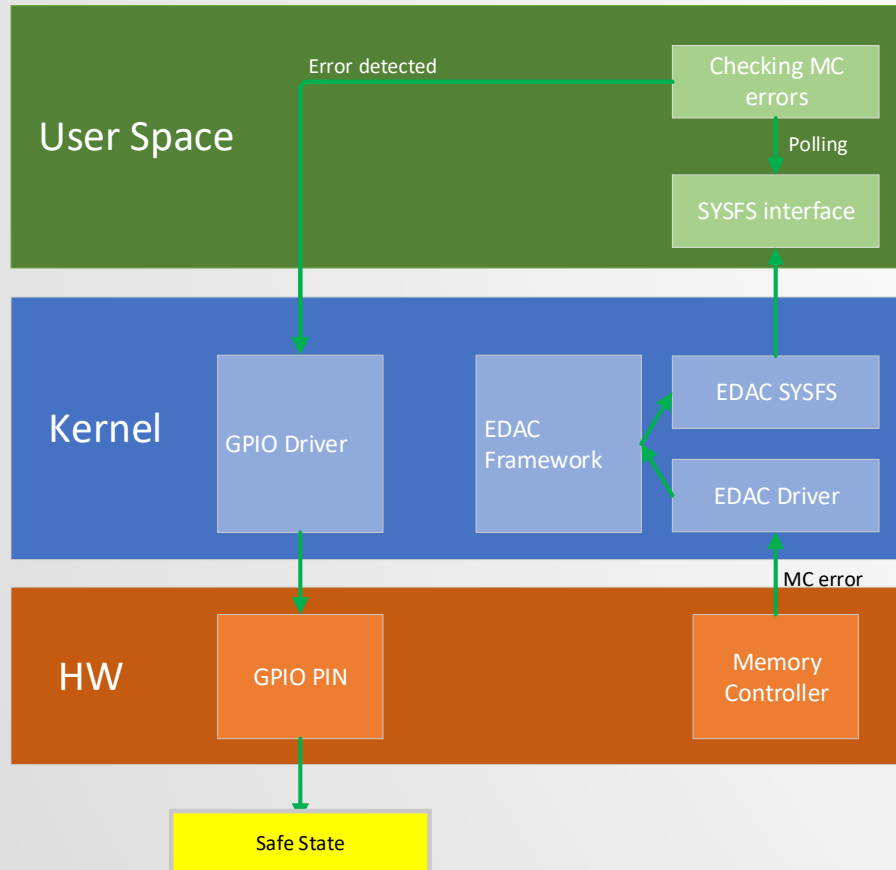 Error detected
Checking MC
errors
User Space
Polling
SYSFS interface
Kernel
GPIO Driver
EDAC
Framework
EDAC SYSFS
EDAC Driver
MC error
HW
GPIO PIN
Memory
Controller
Safe State